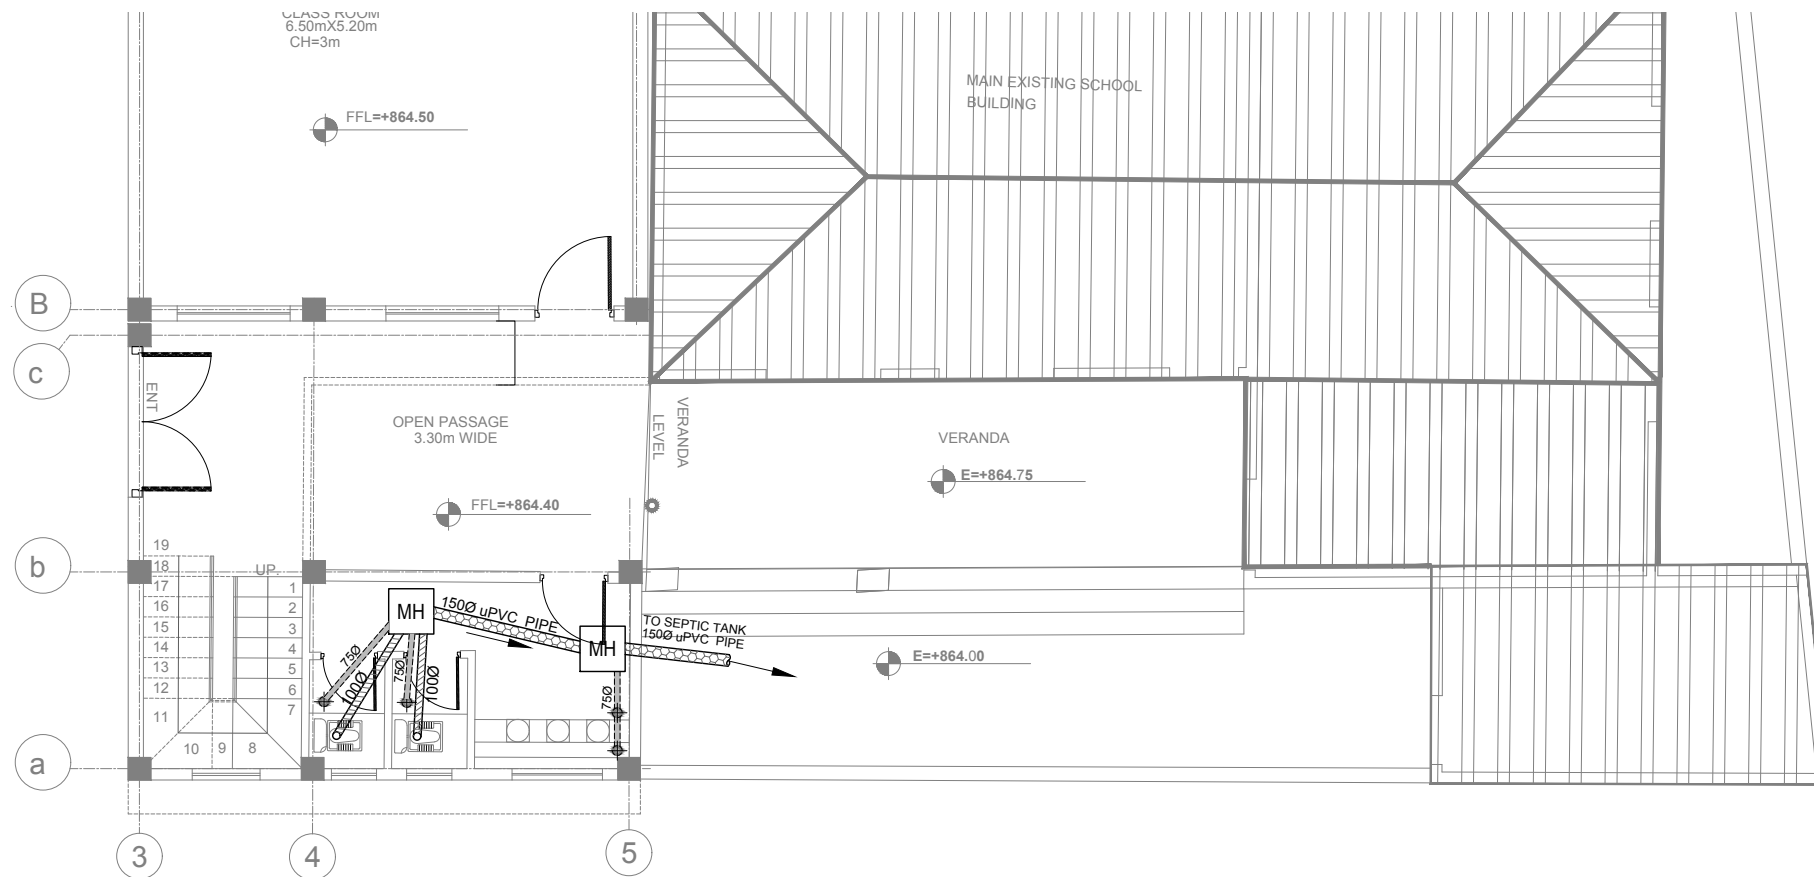 CLASS ROOM
6.50mX5.20m
CH=3m
FFL=+864.50
MAIN EXISTING SCHOOL
BUILDING
B
c
ENT
OPEN PASSAGE
3.30m WIDE
VERANDA
LEVEL
VERANDA
E=+864.75
FFL=+864.40
b
19
18
17
16
15
14
13
12
11
10
9
8
UP.
1
2
3
4
5
6
7
MH
150Ø uPVC PIPE
MH
TO SEPTIC TANK
150Ø uPVC PIPE
E=+864.00
75Ø
100Ø
75Ø
100Ø
75Ø
a
3
4
5